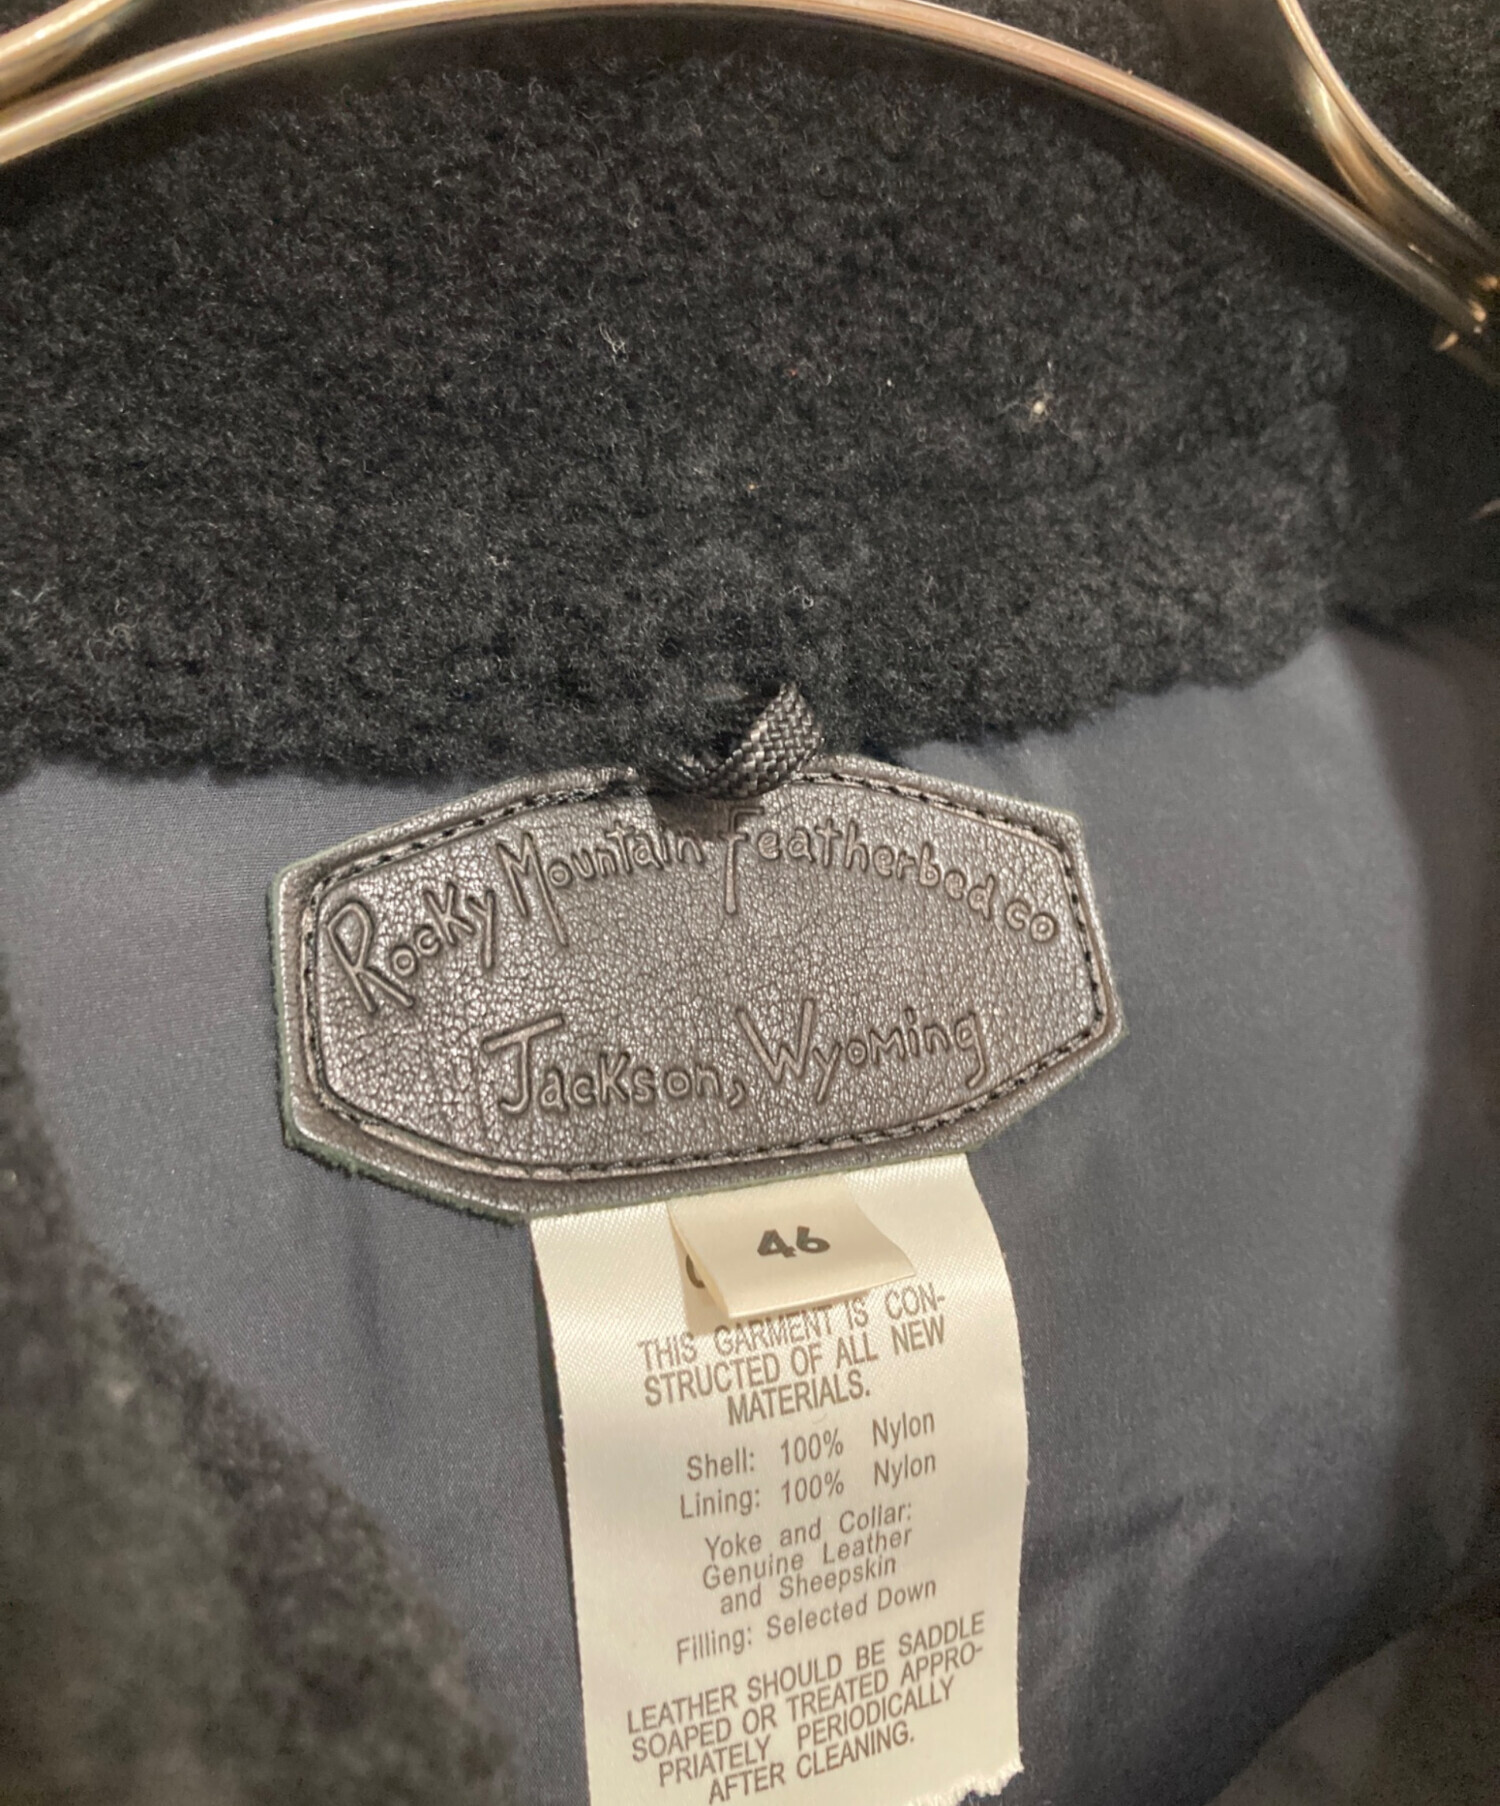 Rocky Mountain Featherbed co
Jackson, Wyoming
46
THIS GARMENT IS CON-
STRUCTED OF ALL NEW
MATERIALS.
Shell: 100% Nylon
Lining: 100% Nylon
Yoke and Collar:
Genuine Leather
and Sheepskin
Filling: Selected Down
LEATHER SHOULD BE SADDLE
SOAPED OR TREATED APPRO-
PRIATELY PERIODICALLY
AFTER CLEANING.